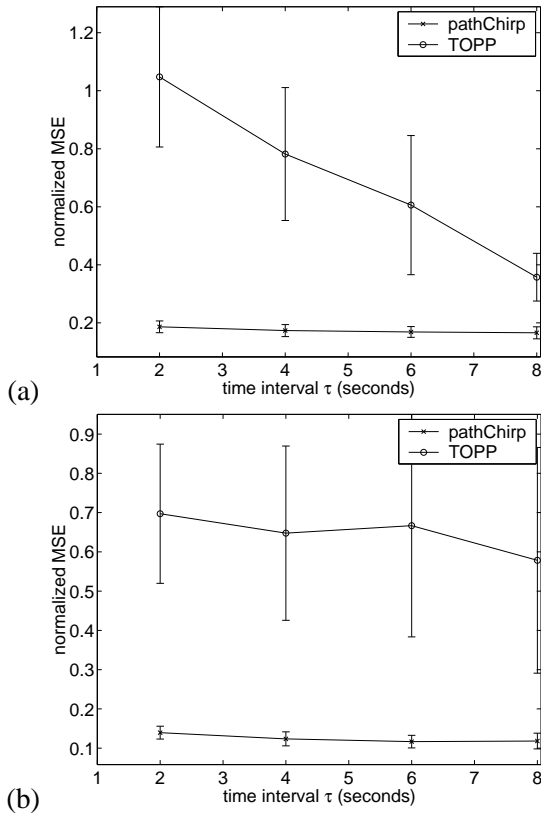 1.2
1
0.8
0.6
0.4
0.2
normalized MSE
pathChirp
TOPP
1 2 3 4 5 6 7 8
time interval τ (seconds)
(a)
0.9
0.8
0.7
0.6
0.5
0.4
0.3
0.2
0.1
normalized MSE
pathChirp
TOPP
1 2 3 4 5 6 7 8
time interval τ (seconds)
(b)